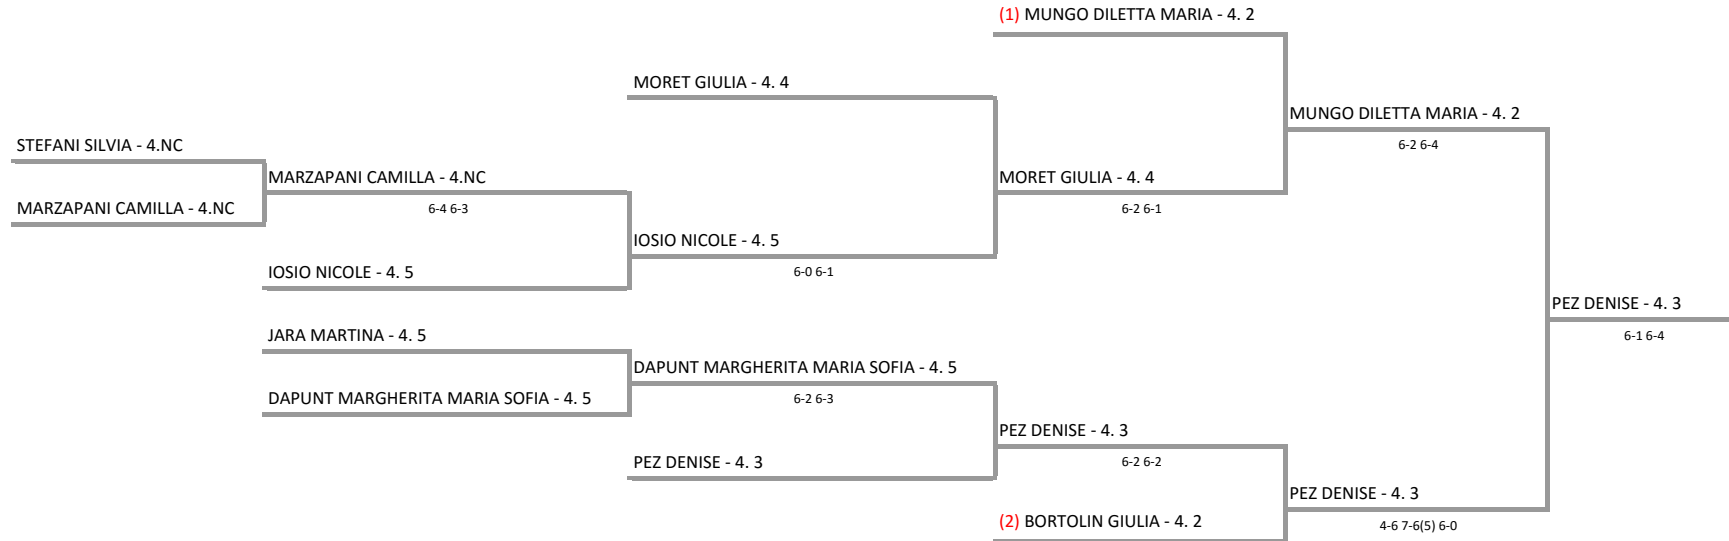 (1) MUNGO DILETTA MARIA - 4. 2
MORET GIULIA - 4. 4
MUNGO DILETTA MARIA - 4. 2
6-2 6-4
STEFANI SILVIA - 4.NC
MARZAPANI CAMILLA - 4.NC
6-4 6-3
MORET GIULIA - 4. 4
6-2 6-1
MARZAPANI CAMILLA - 4.NC
IOSIO NICOLE - 4. 5
6-0 6-1
IOSIO NICOLE - 4. 5
PEZ DENISE - 4. 3
6-1 6-4
JARA MARTINA - 4. 5
DAPUNT MARGHERITA MARIA SOFIA - 4. 5
6-2 6-3
DAPUNT MARGHERITA MARIA SOFIA - 4. 5
PEZ DENISE - 4. 3
6-2 6-2
PEZ DENISE - 4. 3
PEZ DENISE - 4. 3
4-6 7-6(5) 6-0
(2) BORTOLIN GIULIA - 4. 2